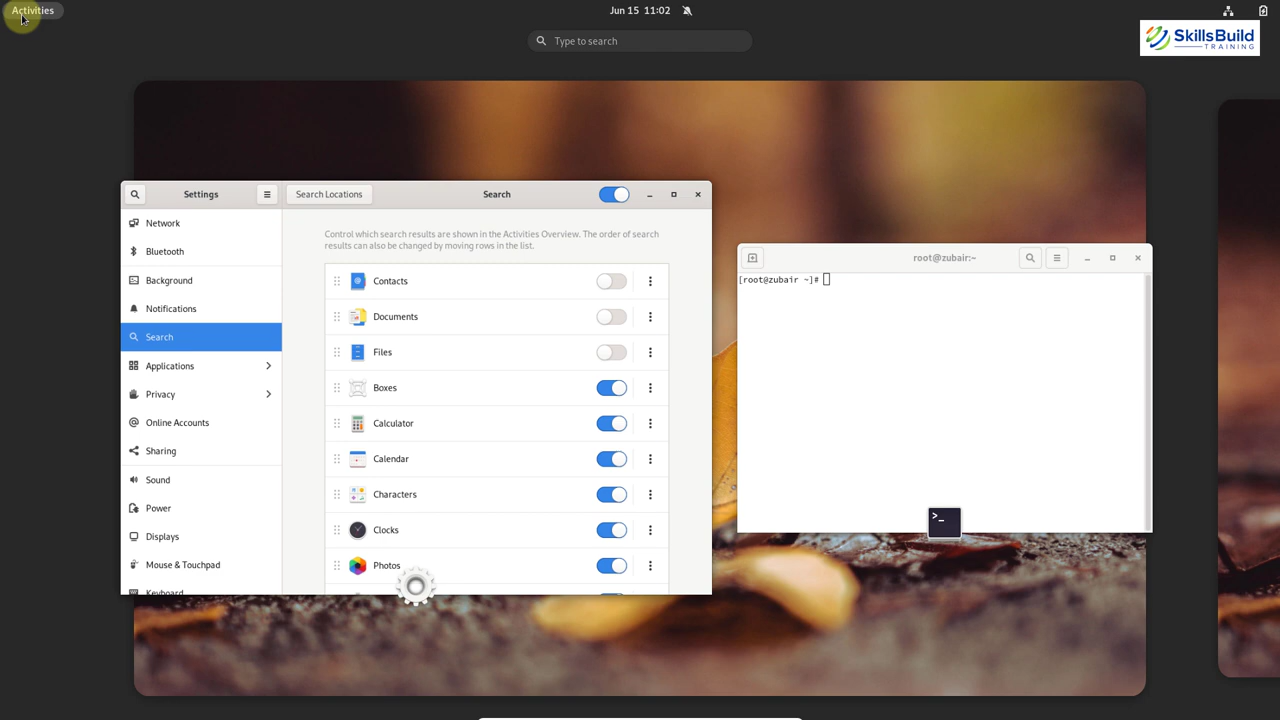 Activities
Jun 15 11:02
Type to search
SkillsBuild
TRAINING
Settings
Search Locations
Search
Network
Bluetooth
Background
Notifications
Search
Applications
Privacy
Online Accounts
Sharing
Sound
Power
Displays
Mouse & Touchpad
Keyboard
Control which search results are shown in the Activities Overview. The order of search
results can also be changed by moving rows in the list.
Contacts
Documents
Files
Boxes
Calculator
Calendar
Characters
Clocks
Photos
root@zubair:~
[root@zubair ~]#
>_